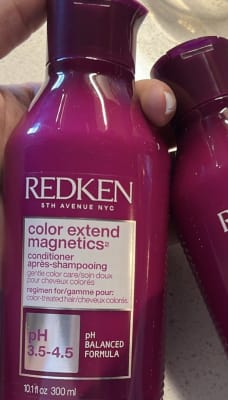 REDKEN
5TH AVENUE NYC
color extend
magnetics
conditioner
après-shampooing
gentle color care/soin doux
pour cheveux colorés
regimen for/gamme pour:
color-treated hair/cheveux colorés
pH
3.5-4.5
pH
BALANCED
FORMULA
10.1 fl oz 300 ml